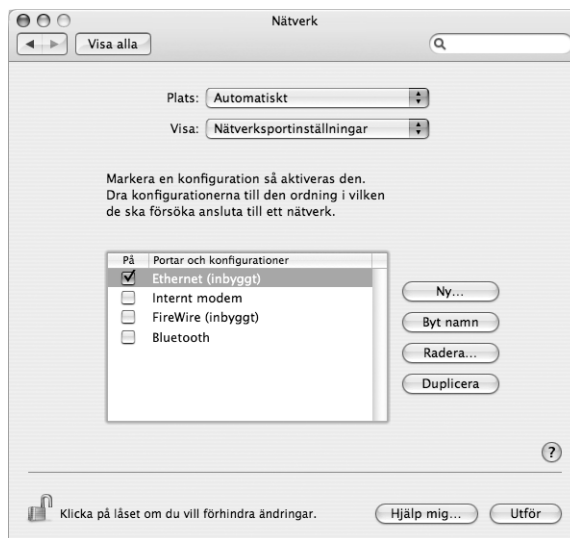 Nätverk
Visa alla
Plats: Automatiskt
Visa: Nätverksportinställningar
Markera en konfiguration så aktiveras den.
Dra konfigurationerna till den ordning i vilken
de ska försöka ansluta till ett nätverk.
På Portar och konfigurationer
Ethernet (inbyggt)
Internt modem
FireWire (inbyggt)
Bluetooth
Ny...
Byt namn
Radera...
Duplicera
?
Klicka på låset om du vill förhindra ändringar.
Hjälp mig...
Utför